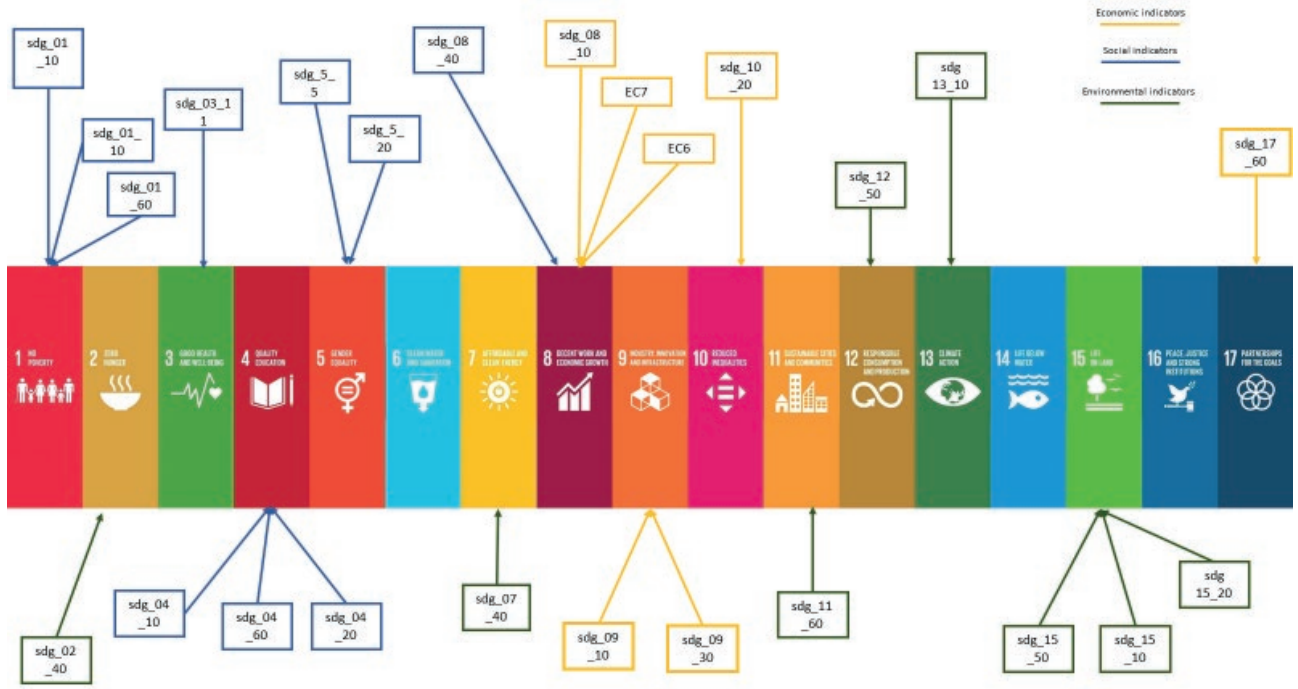 Economic indicators
Social indicators
Environmental indicators
sdg_01
_10
sdg_01_
10
sdg_01
_60
sdg_03_1
1
sdg_5_
5
sdg_5_
20
sdg_08
_40
sdg_08
_10
EC7
EC6
sdg_10
_20
sdg_12
_50
sdg
13_10
sdg_17
_60
1 NO
POVERTY
2 ZERO
HUNGER
3 GOOD HEALTH
AND WELL-BEING
4 QUALITY
EDUCATION
5 GENDER
EQUALITY
6 CLEAN WATER
AND SANITATION
7 AFFORDABLE AND
CLEAN ENERGY
8 DECENT WORK AND
ECONOMIC GROWTH
9 INDUSTRY, INNOVATION
AND INFRASTRUCTURE
10 REDUCED
INEQUALITIES
11 SUSTAINABLE CITIES
AND COMMUNITIES
12 RESPONSIBLE
CONSUMPTION
AND PRODUCTION
13 CLIMATE
ACTION
14 LIFE BELOW
WATER
15 LIFE
ON LAND
16 PEACE, JUSTICE
AND STRONG
INSTITUTIONS
17 PARTNERSHIPS
FOR THE GOALS
sdg_02
_40
sdg_04
_10
sdg_04
_60
sdg_04
_20
sdg_07
_40
sdg_09
_10
sdg_09
_30
sdg_11
_60
sdg_15
_50
sdg_15
_10
sdg
15_20